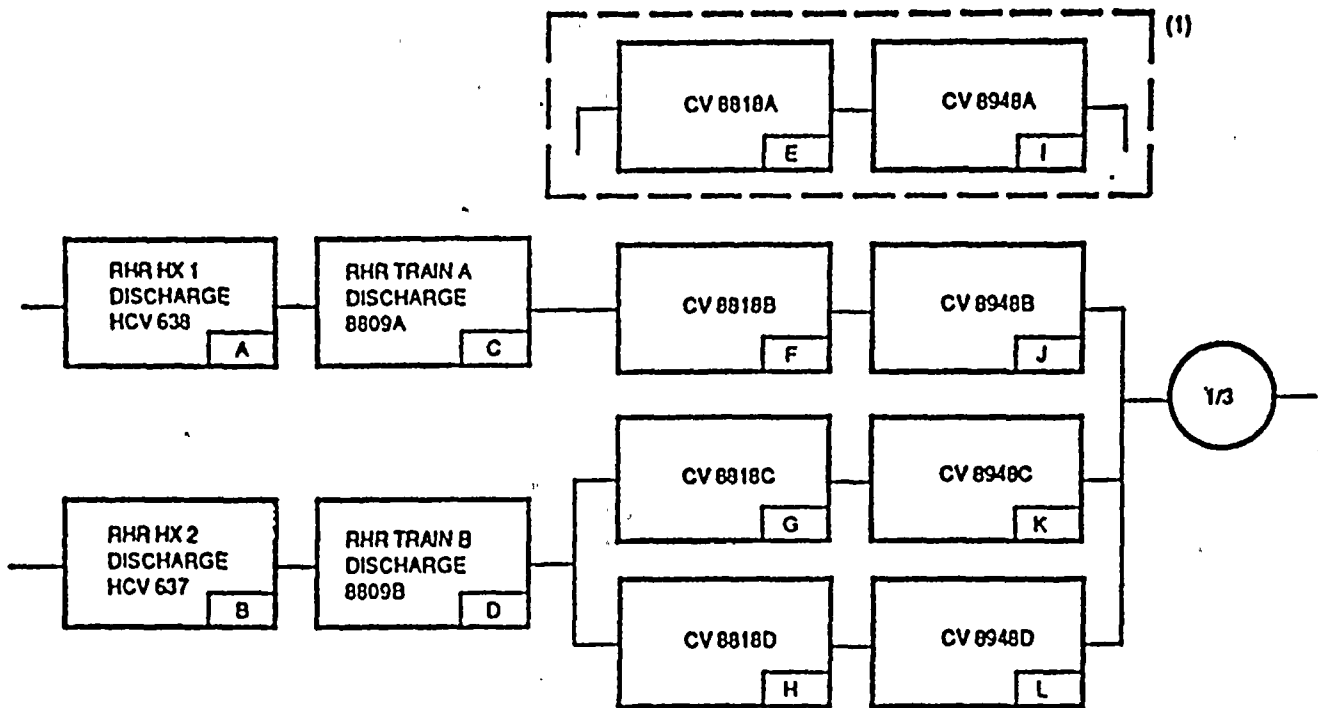 (1)
CV 8818A
E
CV 8948A
I
RHR HX 1
DISCHARGE
HCV 638
A
RHR TRAIN A
DISCHARGE
8809A
C
CV 8818B
F
CV 8948B
J
1/3
CV 8818C
G
CV 8948C
K
RHR HX 2
DISCHARGE
HCV 637
B
RHR TRAIN B
DISCHARGE
8809B
D
CV 8818D
H
CV 8948D
L